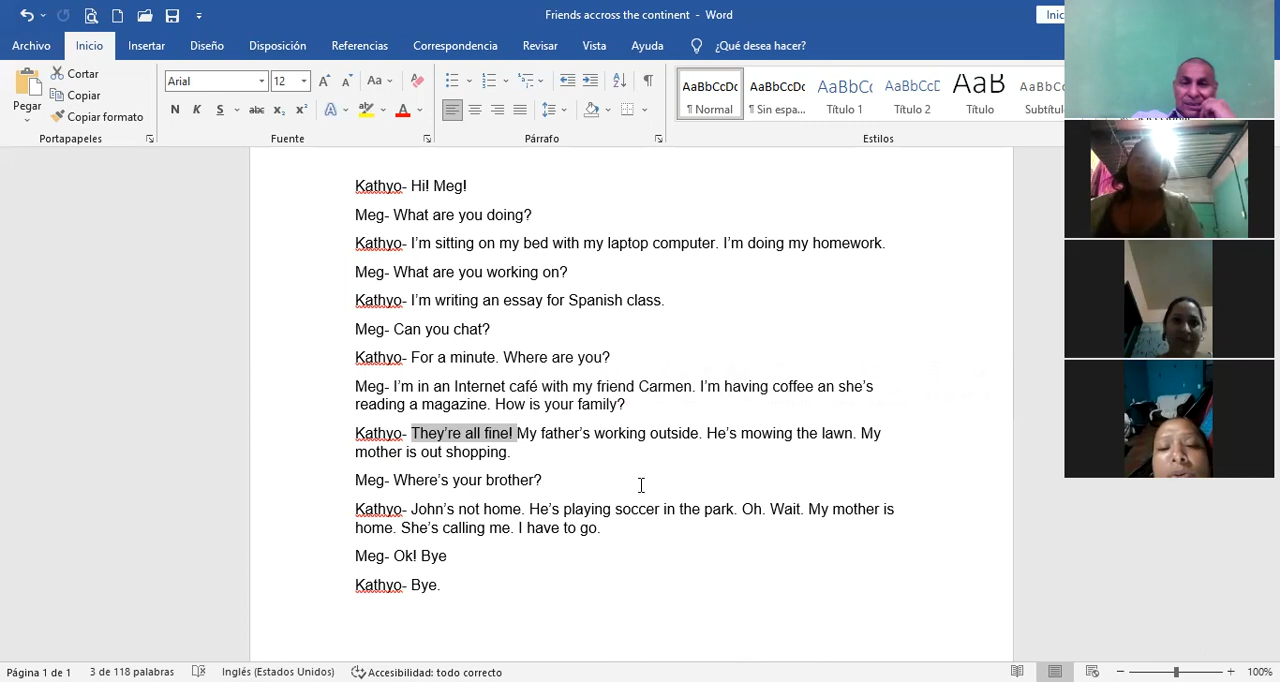 Friends accross the continent - Word
Inic
Archivo Inicio Insertar Diseño Disposición Referencias Correspondencia Revisar Vista Ayuda ¿Qué desea hacer?
Pegar
Cortar
Copiar
Copiar formato
Portapapeles
Arial 12
Aa
N K S abc x₂ x² A A
Fuente
Párrafo
AaBbCcDc AaBbCcDc AaBbCc AaBbCcD AaB AaBbCc
¶ Normal ¶ Sin espa... Título 1 Título 2 Título Subtítul
Estilos
Kathyo- Hi! Meg!
Meg- What are you doing?
Kathyo- I'm sitting on my bed with my laptop computer. I'm doing my homework.
Meg- What are you working on?
Kathyo- I'm writing an essay for Spanish class.
Meg- Can you chat?
Kathyo- For a minute. Where are you?
Meg- I'm in an Internet café with my friend Carmen. I'm having coffee an she's
reading a magazine. How is your family?
Kathyo- They're all fine! My father's working outside. He's mowing the lawn. My
mother is out shopping.
Meg- Where's your brother?
Kathyo- John's not home. He's playing soccer in the park. Oh. Wait. My mother is
home. She's calling me. I have to go.
Meg- Ok! Bye
Kathyo- Bye.
Página 1 de 1 3 de 118 palabras Inglés (Estados Unidos) Accesibilidad: todo correcto 100%